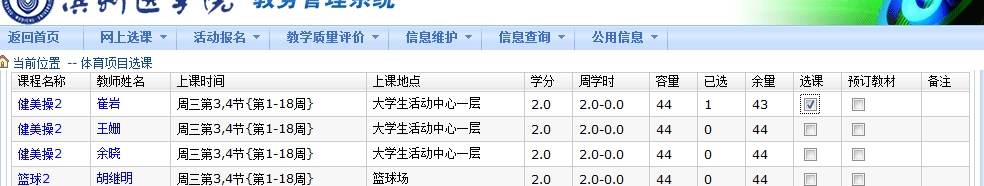 滨州医学院 教务管理系统
返回首页 网上选课 活动报名 教学质量评价 信息维护 信息查询 公用信息
当前位置 -- 体育项目选课
课程名称 教师姓名 上课时间 上课地点 学分 周学时 容量 已选 余量 选课 预订教材 备注
健美操2 崔岩 周三第3,4节{第1-18周} 大学生活动中心一层 2.0 2.0-0.0 44 1 43
健美操2 王姗 周三第3,4节{第1-18周} 大学生活动中心一层 2.0 2.0-0.0 44 0 44
健美操2 余晓 周三第3,4节{第1-18周} 大学生活动中心一层 2.0 2.0-0.0 44 0 44
篮球2 胡继明 周三第3,4节{第1-18周} 篮球场 2.0 2.0-0.0 44 0 44